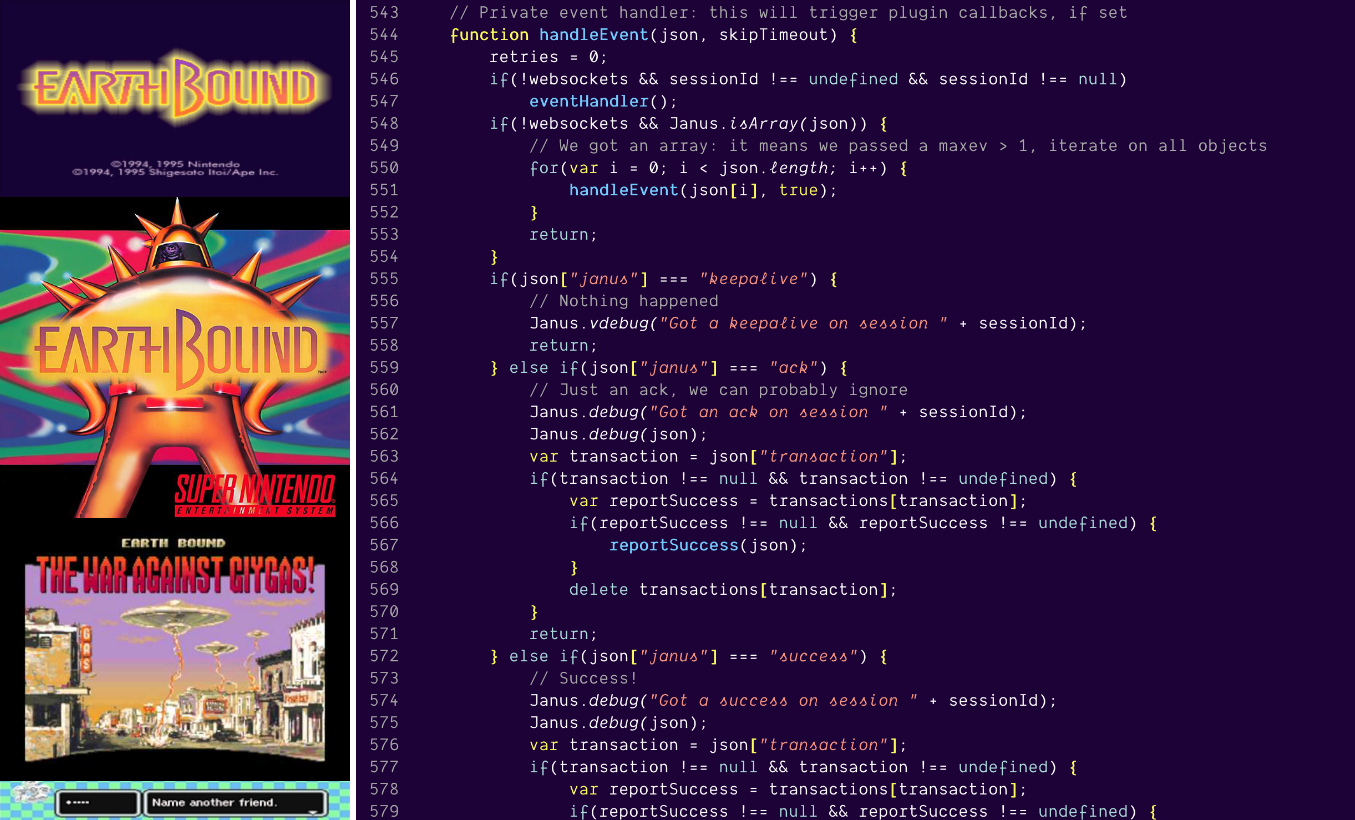 EARTHBOUND
©1994, 1995 Nintendo
©1994, 1995 Shigesato Itoi/Ape Inc.
EARTHBOUND
SUPER NINTENDO
ENTERTAINMENT SYSTEM
EARTH BOUND
THE WAR AGAINST GIYGAS!
GAS
•----
Name another friend.
543 // Private event handler: this will trigger plugin callbacks, if set
544 function handleEvent(json, skipTimeout) {
545 retries = 0;
546 if(!websockets && sessionId !== undefined && sessionId !== null)
547 eventHandler();
548 if(!websockets && Janus.isArray(json)) {
549 // We got an array: it means we passed a maxev > 1, iterate on all objects
550 for(var i = 0; i < json.length; i++) {
551 handleEvent(json[i], true);
552 }
553 return;
554 }
555 if(json["janus"] === "keepalive") {
556 // Nothing happened
557 Janus.vdebug("Got a keepalive on session " + sessionId);
558 return;
559 } else if(json["janus"] === "ack") {
560 // Just an ack, we can probably ignore
561 Janus.debug("Got an ack on session " + sessionId);
562 Janus.debug(json);
563 var transaction = json["transaction"];
564 if(transaction !== null && transaction !== undefined) {
565 var reportSuccess = transactions[transaction];
566 if(reportSuccess !== null && reportSuccess !== undefined) {
567 reportSuccess(json);
568 }
569 delete transactions[transaction];
570 }
571 return;
572 } else if(json["janus"] === "success") {
573 // Success!
574 Janus.debug("Got a success on session " + sessionId);
575 Janus.debug(json);
576 var transaction = json["transaction"];
577 if(transaction !== null && transaction !== undefined) {
578 var reportSuccess = transactions[transaction];
579 if(reportSuccess !== null && reportSuccess !== undefined) {